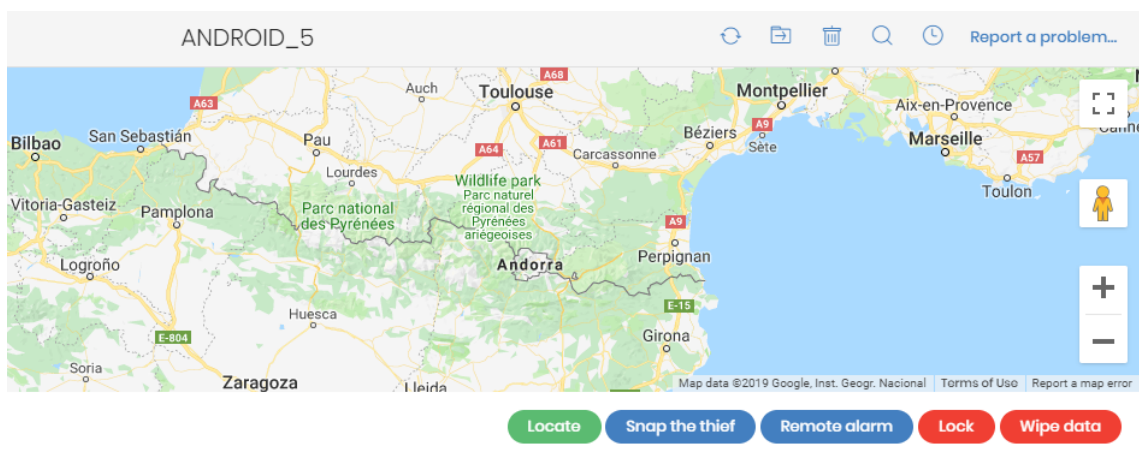 ANDROID_5
Report a problem...
A68
Auch
Toulouse
Montpellier
A63
Aix-en-Provence
Bilbao
San Sebastián
Pau
A64
A61
Carcassonne
Béziers
A9
Sète
Marseille
A57
Lourdes
Wildlife park
Parc naturel
régional des
Pyrénées
ariégeoises
Toulon
Vitoria-Gasteiz
Pamplona
Parc national
des Pyrénées
A9
Logroño
Andorra
Perpignan
Huesca
E-15
E-804
Girona
Soria
Zaragoza
Lleida
Map data ©2019 Google, Inst. Geogr. Nacional
Terms of Use
Report a map error
Locate
Snap the thief
Remote alarm
Lock
Wipe data